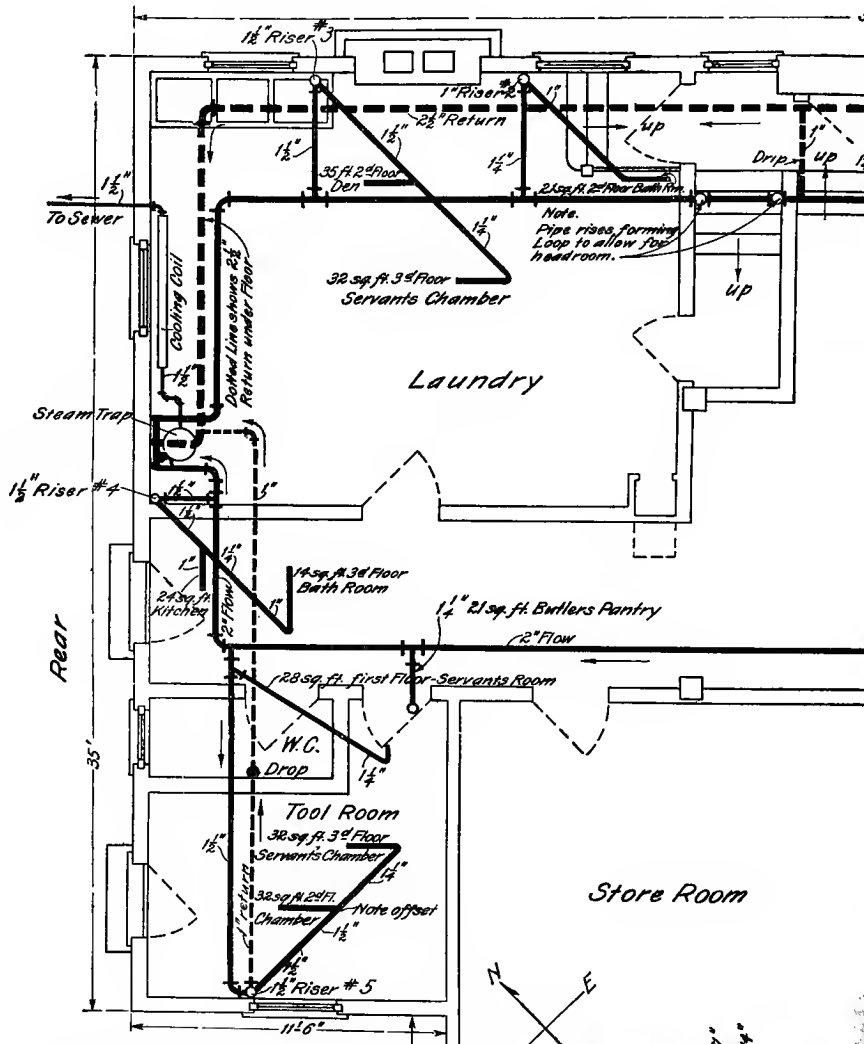 1½" Riser #3
1" Riser #2
1"
2½" Return
up
1"
Drip
up
1½"
1½"
1¼"
35 ft. 2d Floor
Den
21 sq. ft. 2d Floor Bath Rm.
1½"
To Sewer
Note.
Pipe rises, forming
Loop to allow for
headroom.
1¼"
32 sq. ft. 3d Floor
Servants Chamber
up
Cooling Coil
Dotted Line shows 2½"
Return under Floor
1½"
Laundry
Steam Trap
1½" Riser #4
1½"
1½"
1"
1"
1¼"
24 sq. ft.
Kitchen
2" Flow
14 sq. ft. 3d Floor
Bath Room
1"
1¼" 21 sq. ft. Butlers Pantry
2" Flow
Rear
35'
28 sq. ft. first Floor-Servants Room
W.C.
1¼"
Drop
Tool Room
1½"
32 sq. ft. 3d Floor
Servant's Chamber
1¼"
32 sq. ft. 2d Fl.
Chamber
Note offset
1½"
1" return
1½"
1½" Riser #5
Store Room
N
E
11'-6"